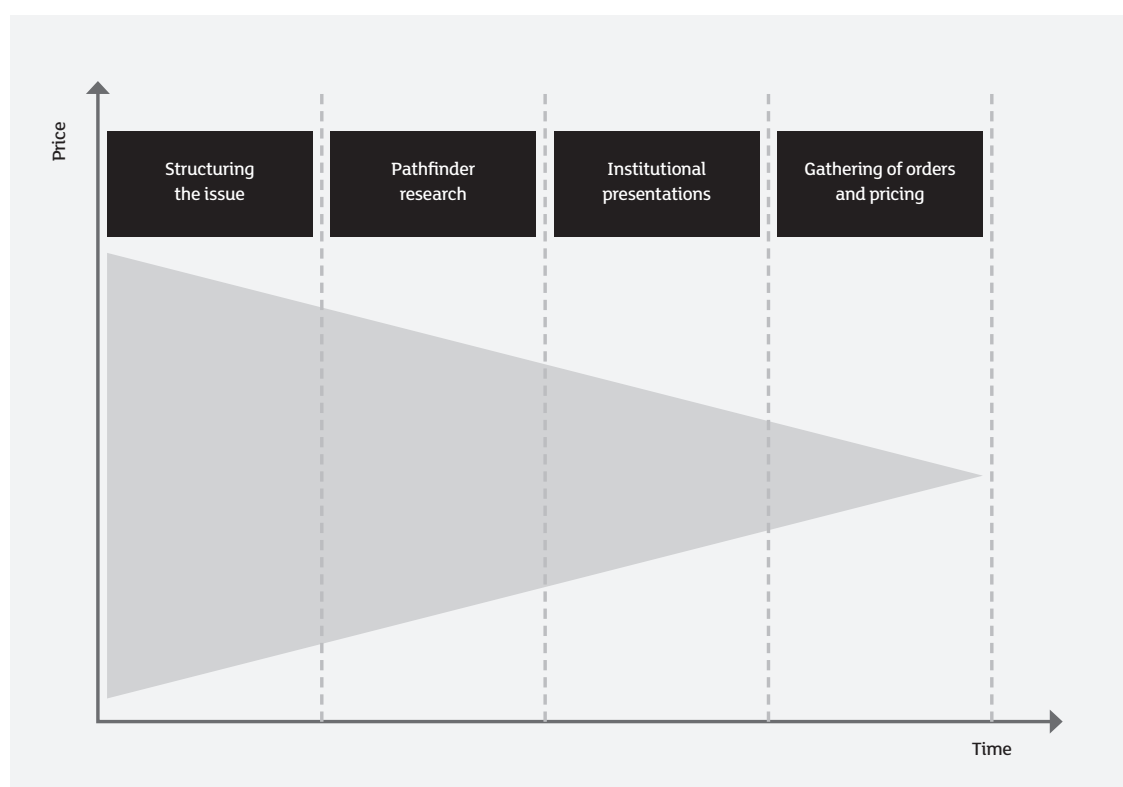 Price
Structuring
the issue
Pathfinder
research
Institutional
presentations
Gathering of orders
and pricing
Time